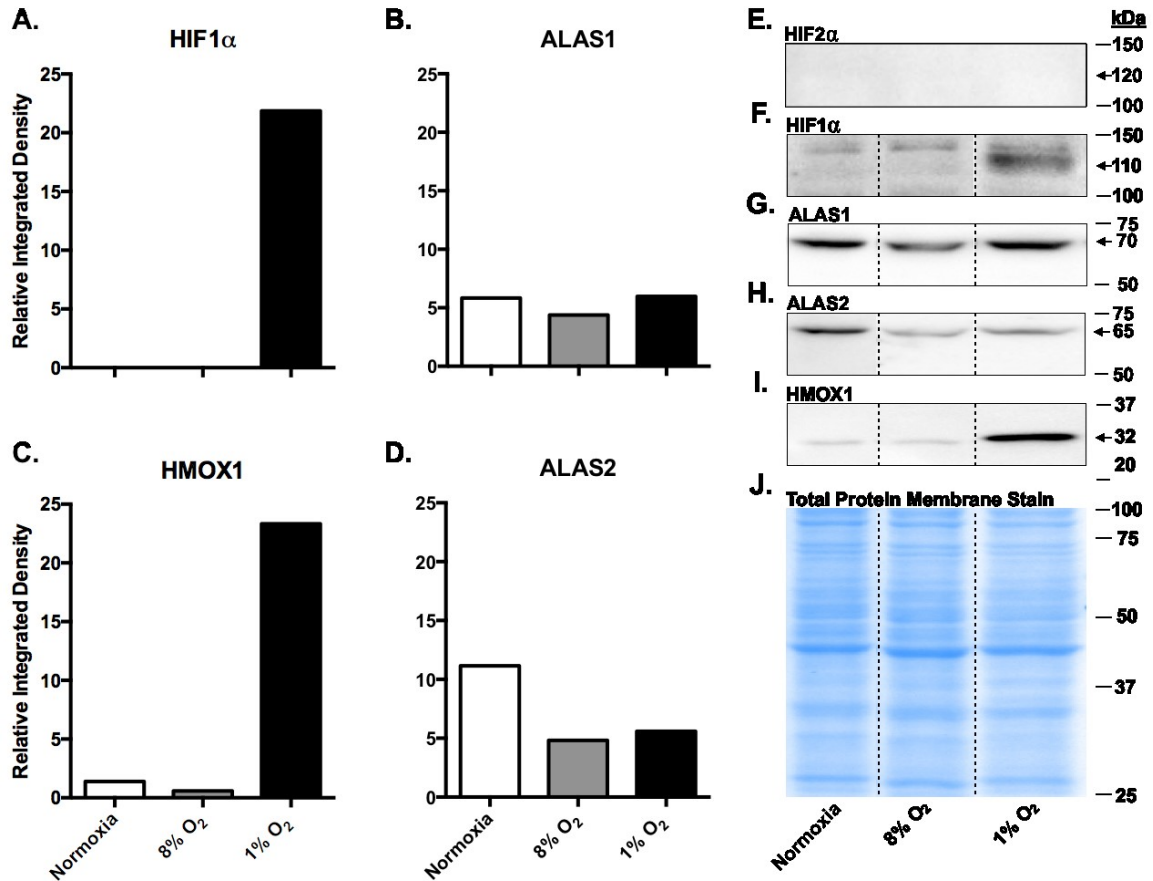 A.
HIF1α
Relative Integrated Density
25
20
15
10
5
0
B.
ALAS1
25
20
15
10
5
0
C.
HMOX1
Relative Integrated Density
25
20
15
10
5
0
Normoxia
8% O₂
1% O₂
D.
ALAS2
25
20
15
10
5
0
Normoxia
8% O₂
1% O₂
kDa
E.
HIF2α
150
120
100
F.
HIF1α
150
110
100
G.
ALAS1
75
70
50
H.
ALAS2
75
65
50
I.
HMOX1
37
32
20
J.
Total Protein Membrane Stain
100
75
50
37
25
Normoxia
8% O₂
1% O₂